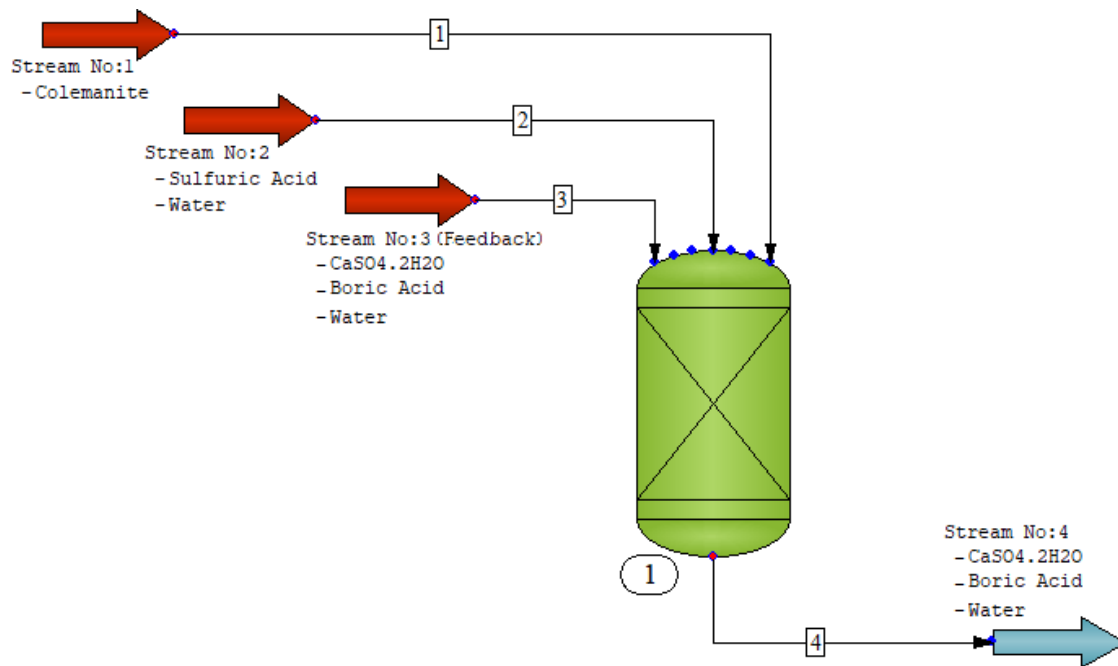 1
Stream No:1
-Colemanite
2
Stream No:2
-Sulfuric Acid
-Water
3
Stream No:3(Feedback)
-CaSO4.2H2O
-Boric Acid
-Water
1
Stream No:4
-CaSO4.2H2O
-Boric Acid
-Water
4